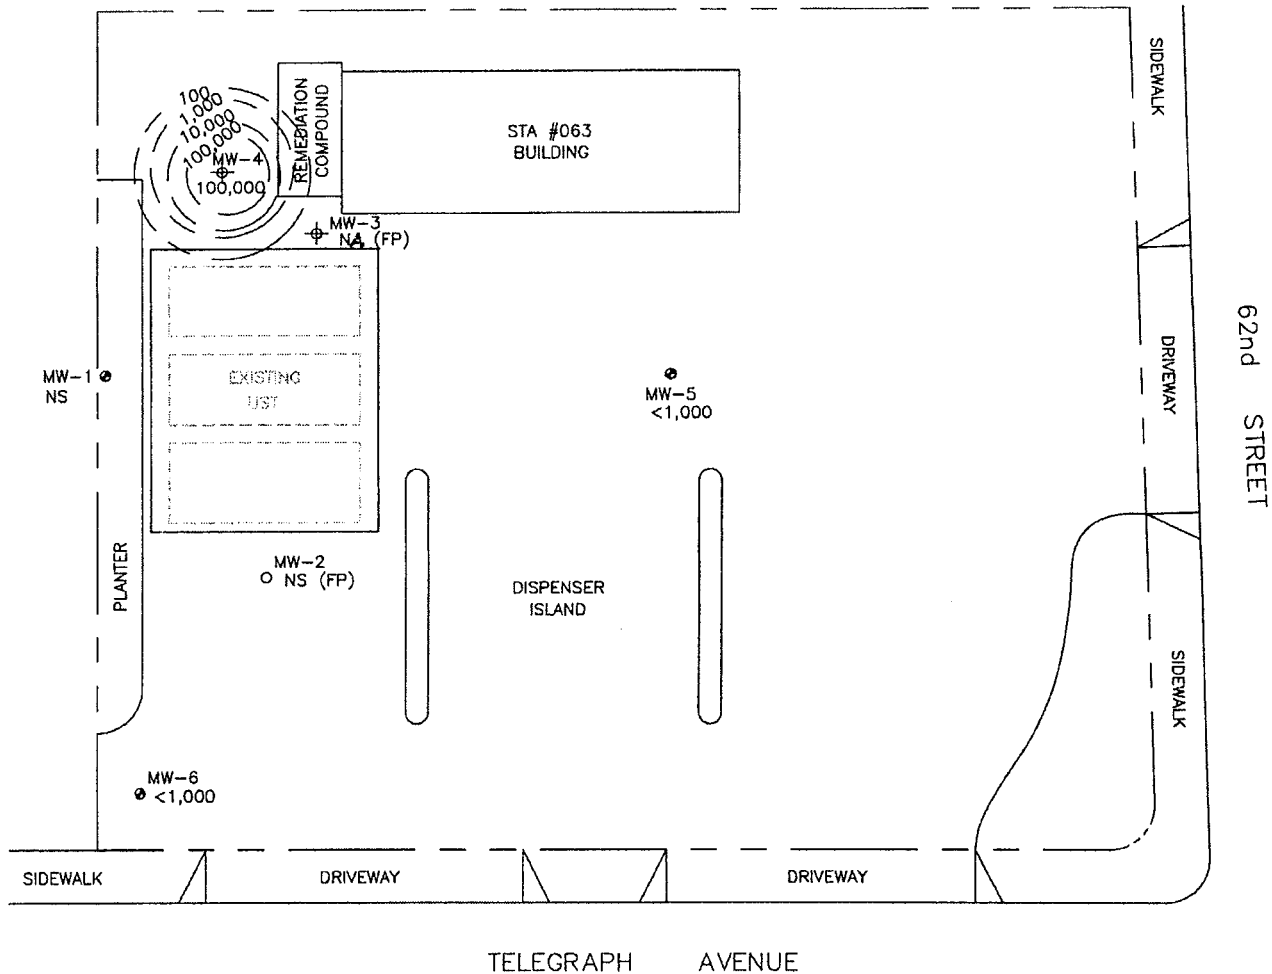 SIDEWALK
100
1,000
10,000
100,000
MW-4
100,000
REMEDIATION
COMPOUND
STA #063
BUILDING
MW-3
NA (FP)
62nd STREET
DRIVEWAY
MW-1
NS
EXISTING
UST
MW-5
<1,000
PLANTER
MW-2
NS (FP)
DISPENSER
ISLAND
SIDEWALK
MW-6
<1,000
SIDEWALK
DRIVEWAY
DRIVEWAY
TELEGRAPH AVENUE